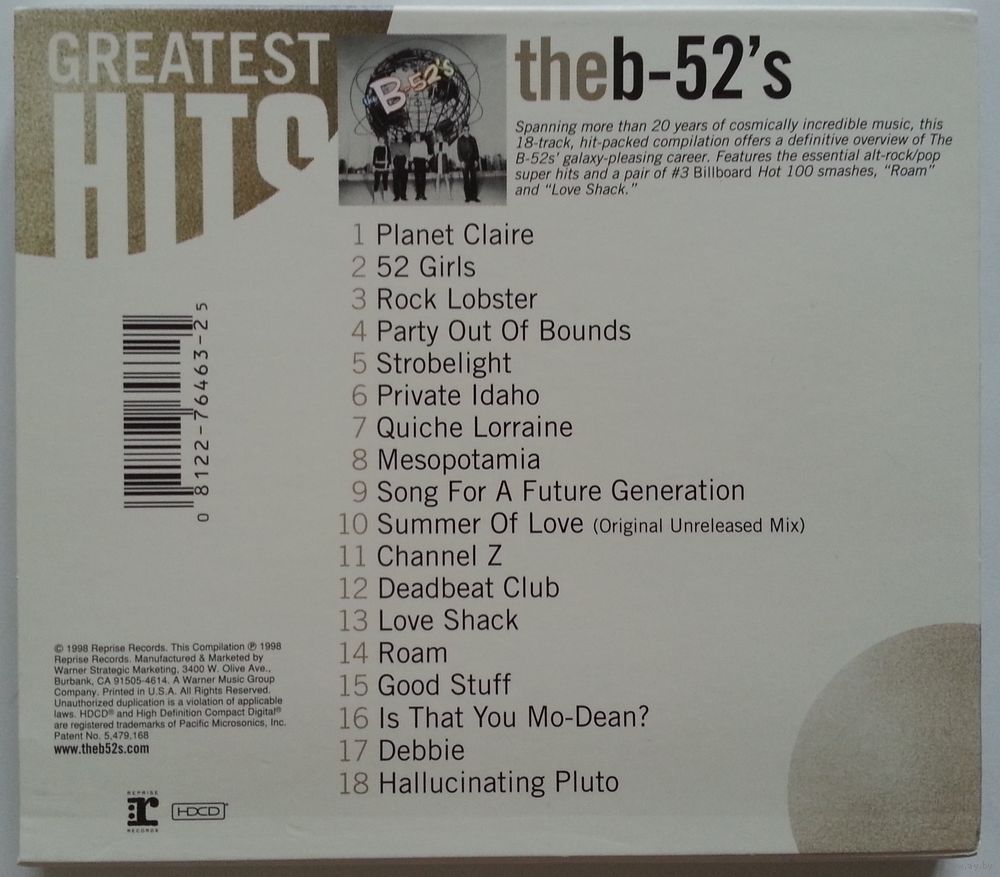 GREATEST
HITS
the B-52's
theb-52's
Spanning more than 20 years of cosmically incredible music, this
18-track, hit-packed compilation offers a definitive overview of The
B-52s' galaxy-pleasing career. Features the essential alt-rock/pop
super hits and a pair of #3 Billboard Hot 100 smashes, “Roam”
and “Love Shack.”
1 Planet Claire
2 52 Girls
3 Rock Lobster
4 Party Out Of Bounds
5 Strobelight
6 Private Idaho
7 Quiche Lorraine
8 Mesopotamia
9 Song For A Future Generation
10 Summer Of Love (Original Unreleased Mix)
11 Channel Z
12 Deadbeat Club
13 Love Shack
14 Roam
15 Good Stuff
16 Is That You Mo-Dean?
17 Debbie
18 Hallucinating Pluto
0 8122-76463-2 5
© 1998 Reprise Records. This Compilation ℗ 1998
Reprise Records. Manufactured & Marketed by
Warner Strategic Marketing, 3400 W. Olive Ave.,
Burbank, CA 91505-4614. A Warner Music Group
Company. Printed in U.S.A. All Rights Reserved.
Unauthorized duplication is a violation of applicable
laws. HDCD® and High Definition Compact Digital®
are registered trademarks of Pacific Microsonics, Inc.
Patent No. 5,479,168
www.theb52s.com
REPRISE
r
RECORDS
HDCD